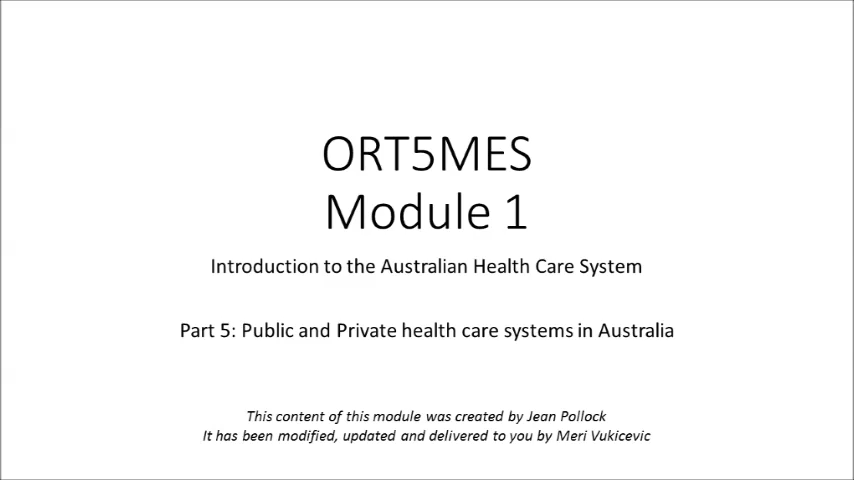 ORT5MES
Module 1
Introduction to the Australian Health Care System
Part 5: Public and Private health care systems in Australia
This content of this module was created by Jean Pollock
It has been modified, updated and delivered to you by Meri Vukicevic